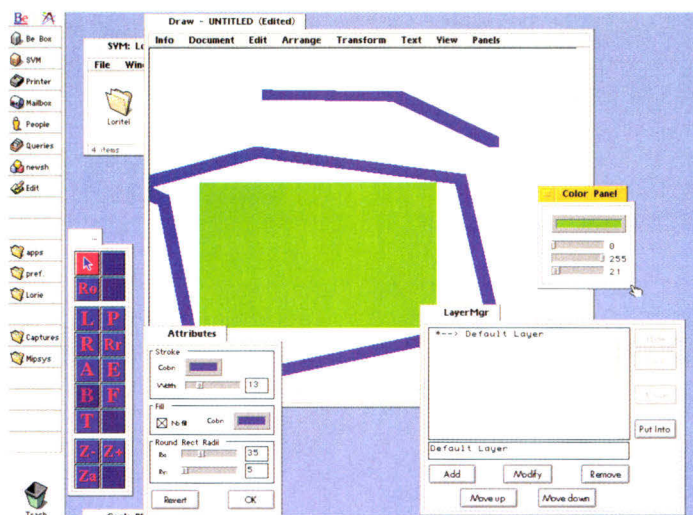 Be
Be Box
SVM
Printer
Mailbox
People
Queries
newsh
Edit
apps
pref.
Lorie
Captures
Mipsys
SVM: Lo
File Wind
Loritel
4 items
Draw - UNTITLED (Edited)
Info Document Edit Arrange Transform Text View Panels
Color Panel
0
255
21
Ro
L P
R Rr
A E
B F
T
Z- Z+
Za
Attributes
Stroke
Color:
Width: 13
Fill
No fill Color:
Round Rect Radii
35
5
Revert OK
LayerMgr
*--> Default Layer
Put Into
Default Layer
Add Modify Remove
Move up Move down